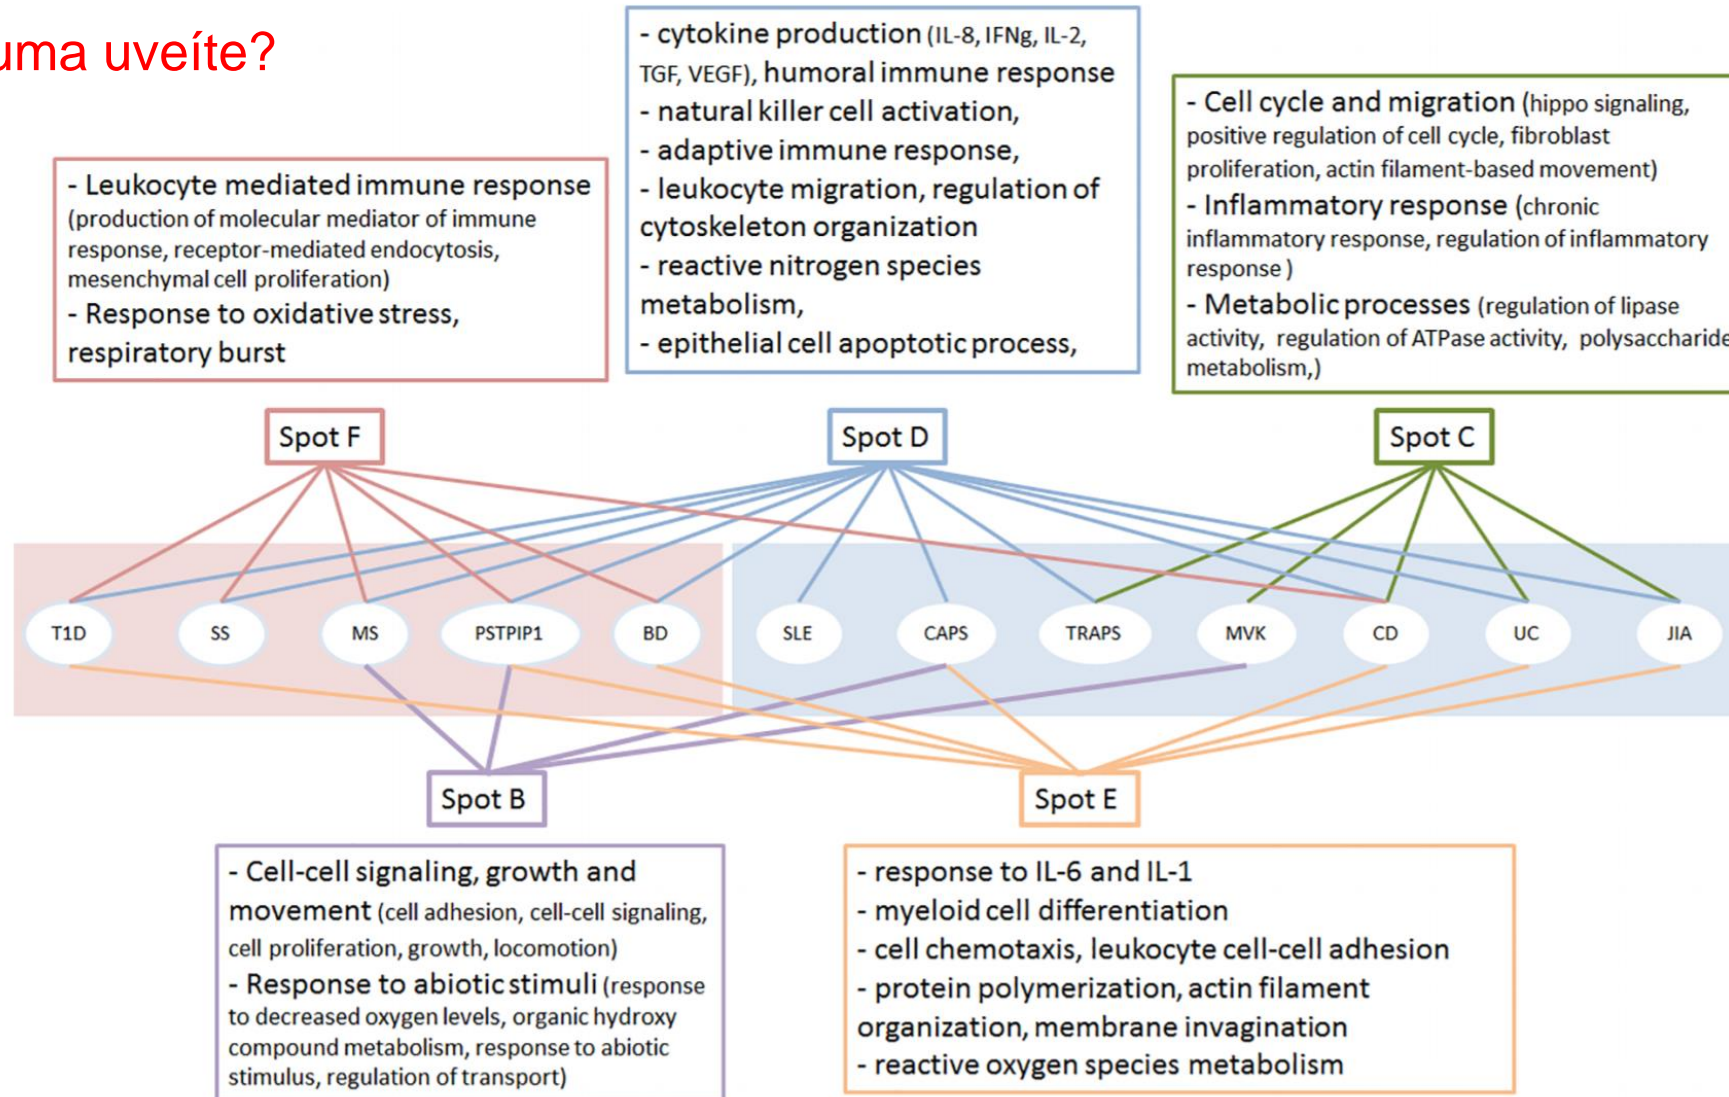 uma uveíte?
- cytokine production (IL-8, IFNg, IL-2,
TGF, VEGF), humoral immune response
- natural killer cell activation,
- adaptive immune response,
- leukocyte migration, regulation of
cytoskeleton organization
- reactive nitrogen species
metabolism,
- epithelial cell apoptotic process,
- Cell cycle and migration (hippo signaling,
positive regulation of cell cycle, fibroblast
proliferation, actin filament-based movement)
- Inflammatory response (chronic
inflammatory response, regulation of inflammatory
response )
- Metabolic processes (regulation of lipase
activity, regulation of ATPase activity, polysaccharide
metabolism,)
- Leukocyte mediated immune response
(production of molecular mediator of immune
response, receptor-mediated endocytosis,
mesenchymal cell proliferation)
- Response to oxidative stress,
respiratory burst
Spot F
Spot D
Spot C
T1D
SS
MS
PSTPIP1
BD
SLE
CAPS
TRAPS
MVK
CD
UC
JIA
Spot B
Spot E
- Cell-cell signaling, growth and
movement (cell adhesion, cell-cell signaling,
cell proliferation, growth, locomotion)
- Response to abiotic stimuli (response
to decreased oxygen levels, organic hydroxy
compound metabolism, response to abiotic
stimulus, regulation of transport)
- response to IL-6 and IL-1
- myeloid cell differentiation
- cell chemotaxis, leukocyte cell-cell adhesion
- protein polymerization, actin filament
organization, membrane invagination
- reactive oxygen species metabolism